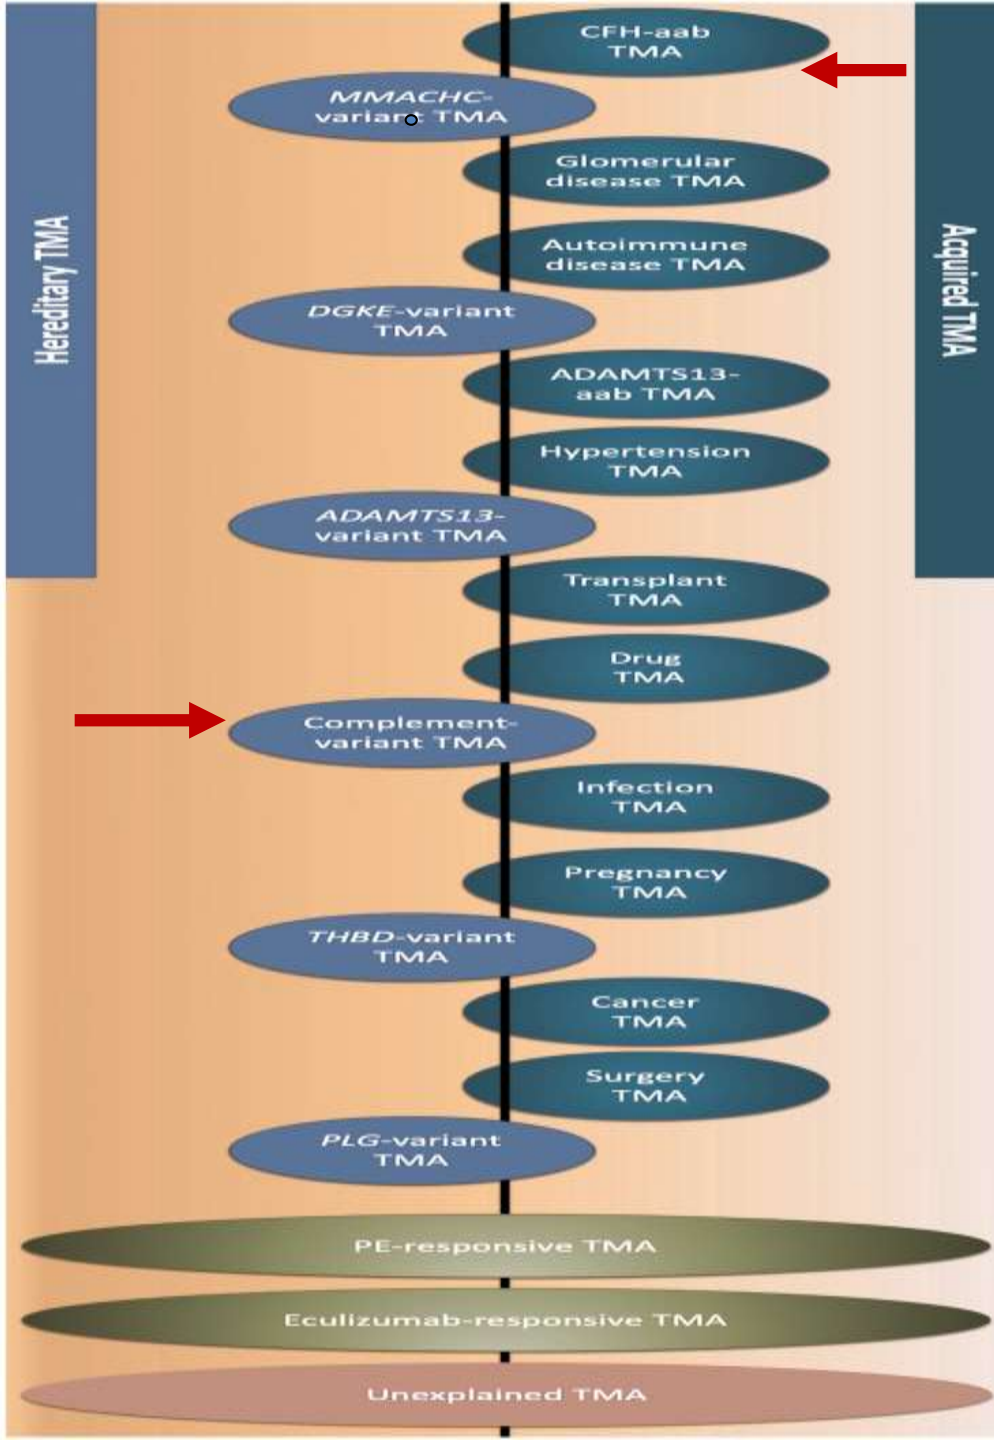 Hereditary TMA
Acquired TMA
CFH-aab
TMA
MMACHC-
variant TMA
Glomerular
disease TMA
Autoimmune
disease TMA
DGKE-variant
TMA
ADAMTS13-
aab TMA
Hypertension
TMA
ADAMTS13-
variant TMA
Transplant
TMA
Drug
TMA
Complement-
variant TMA
Infection
TMA
Pregnancy
TMA
THBD-variant
TMA
Cancer
TMA
Surgery
TMA
PLG-variant
TMA
PE-responsive TMA
Eculizumab-responsive TMA
Unexplained TMA